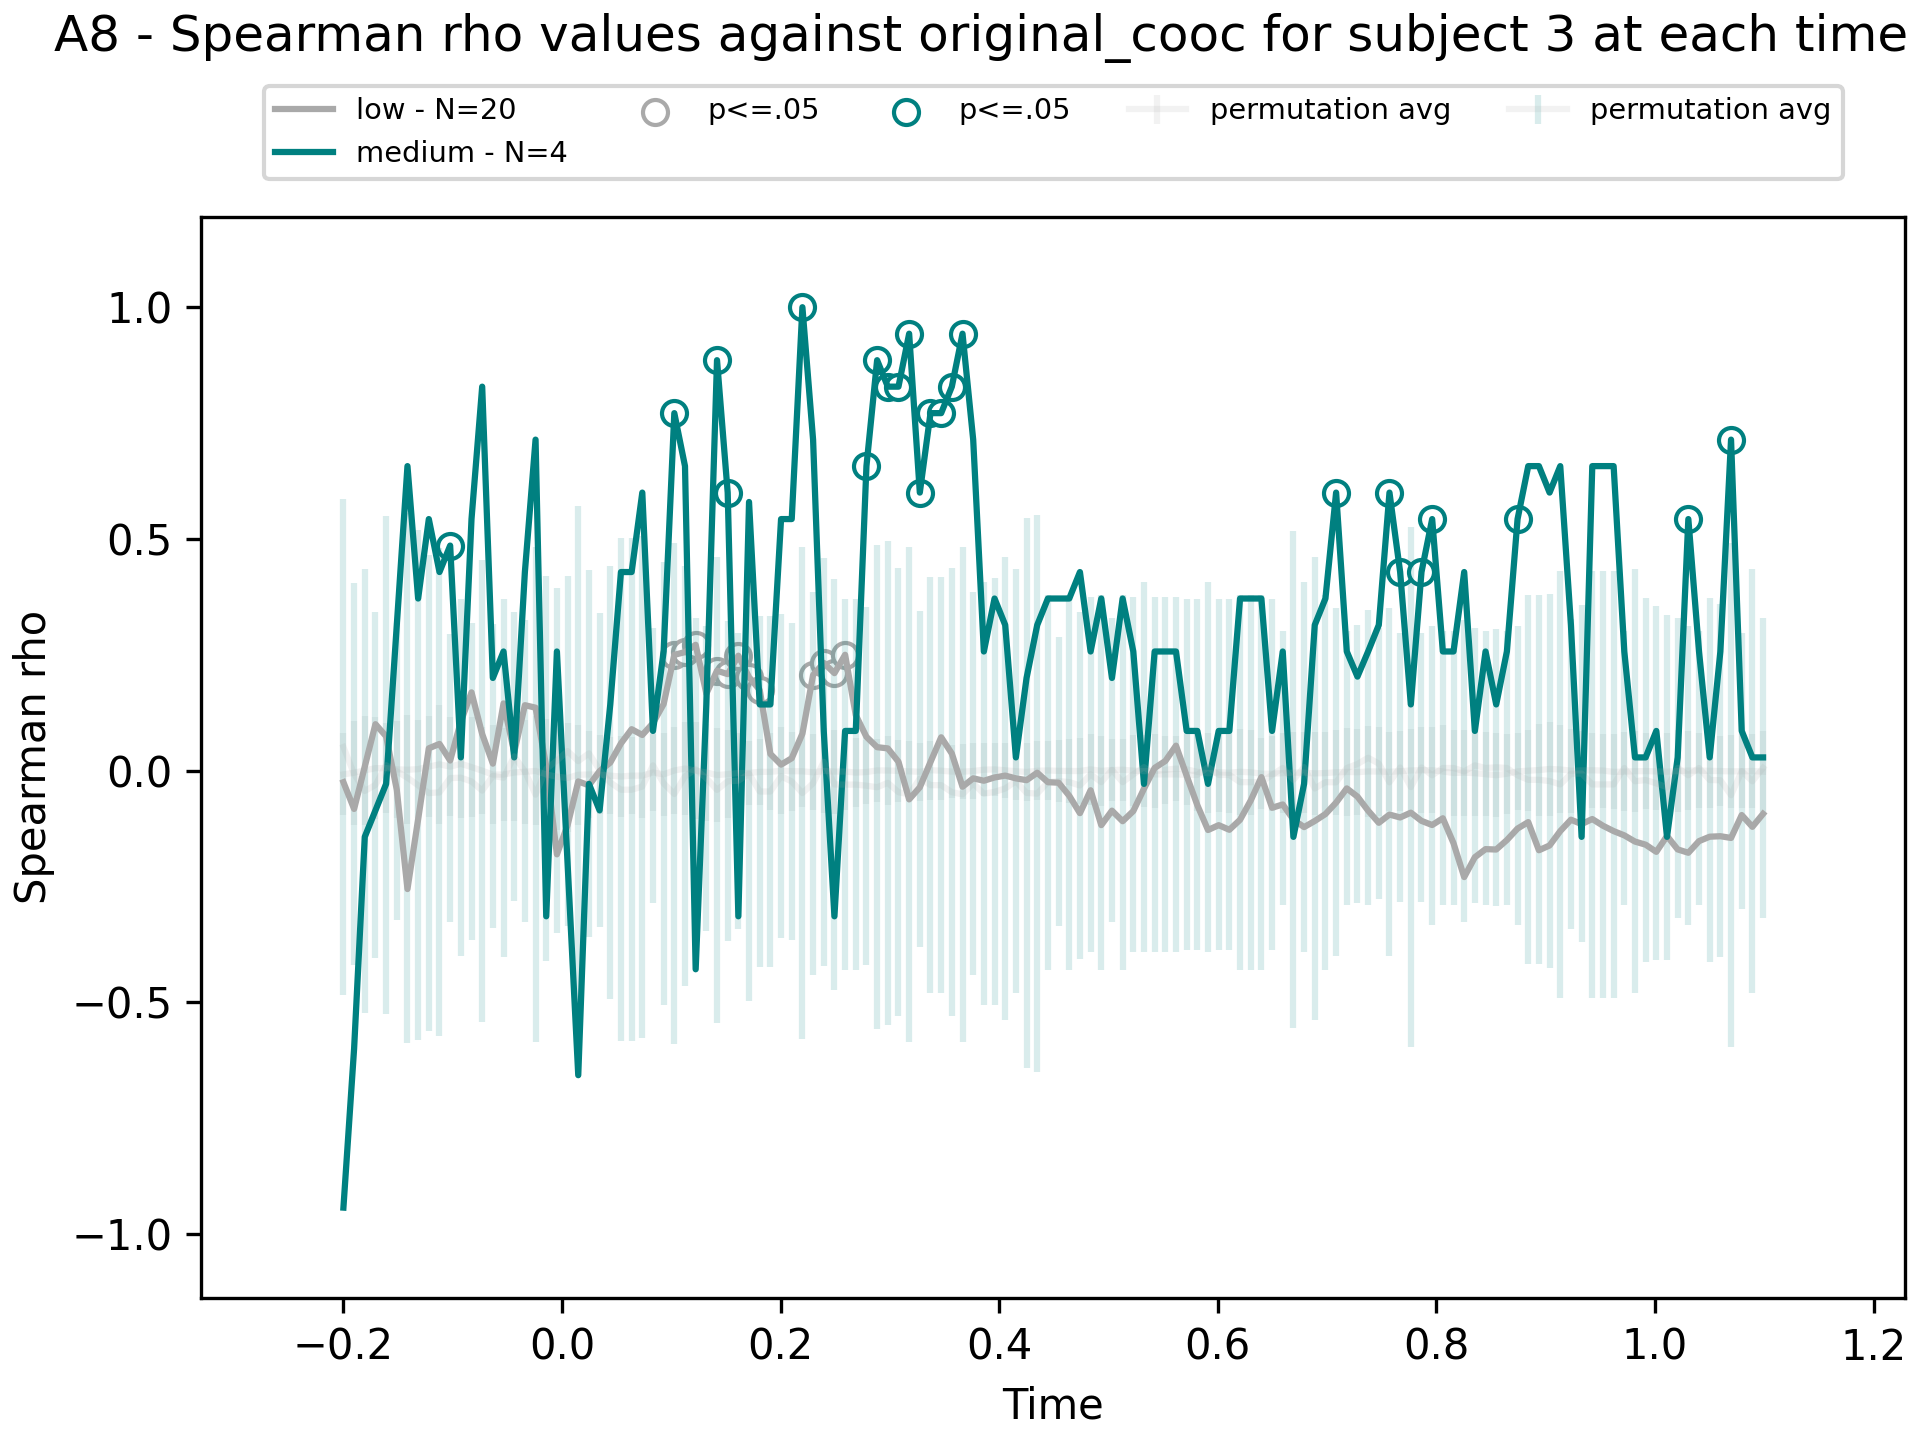 A8 - Spearman rho values against original_cooc for subject 3 at each time
low - N=20 p<=.05 p<=.05 permutation avg permutation avg
medium - N=4
1.0
0.5
0.0
−0.5
−1.0
Spearman rho
−0.2 0.0 0.2 0.4 0.6 0.8 1.0 1.2
Time